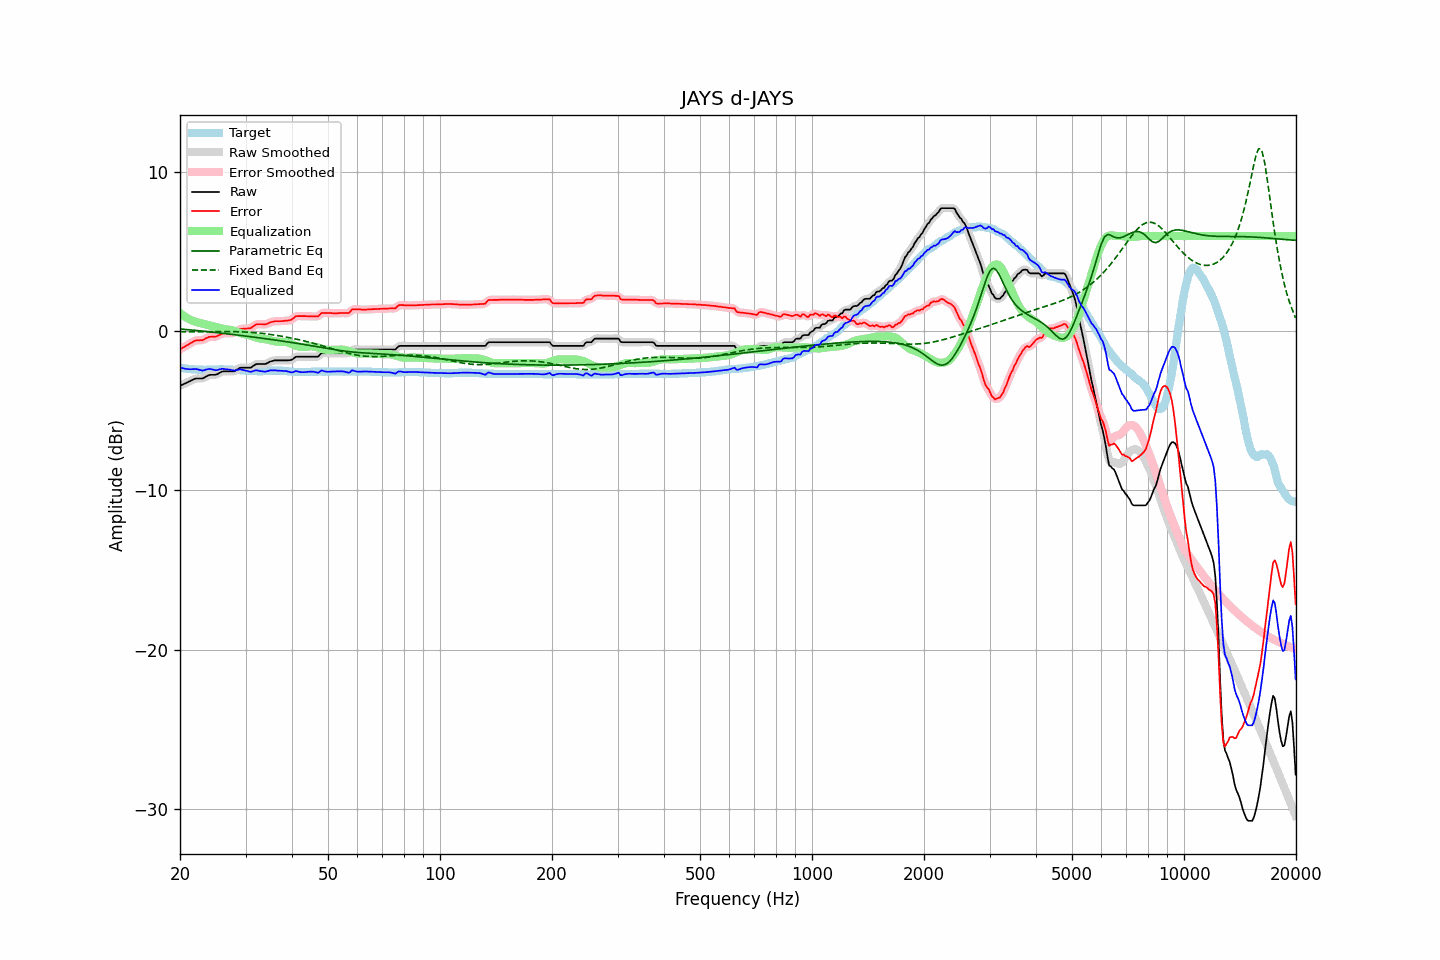 JAYS d-JAYS
Target
Raw Smoothed
Error Smoothed
Raw
Error
Equalization
Parametric Eq
Fixed Band Eq
Equalized
10
0
−10
−20
−30
Amplitude (dBr)
20 50 100 200 500 1000 2000 5000 10000 20000
Frequency (Hz)